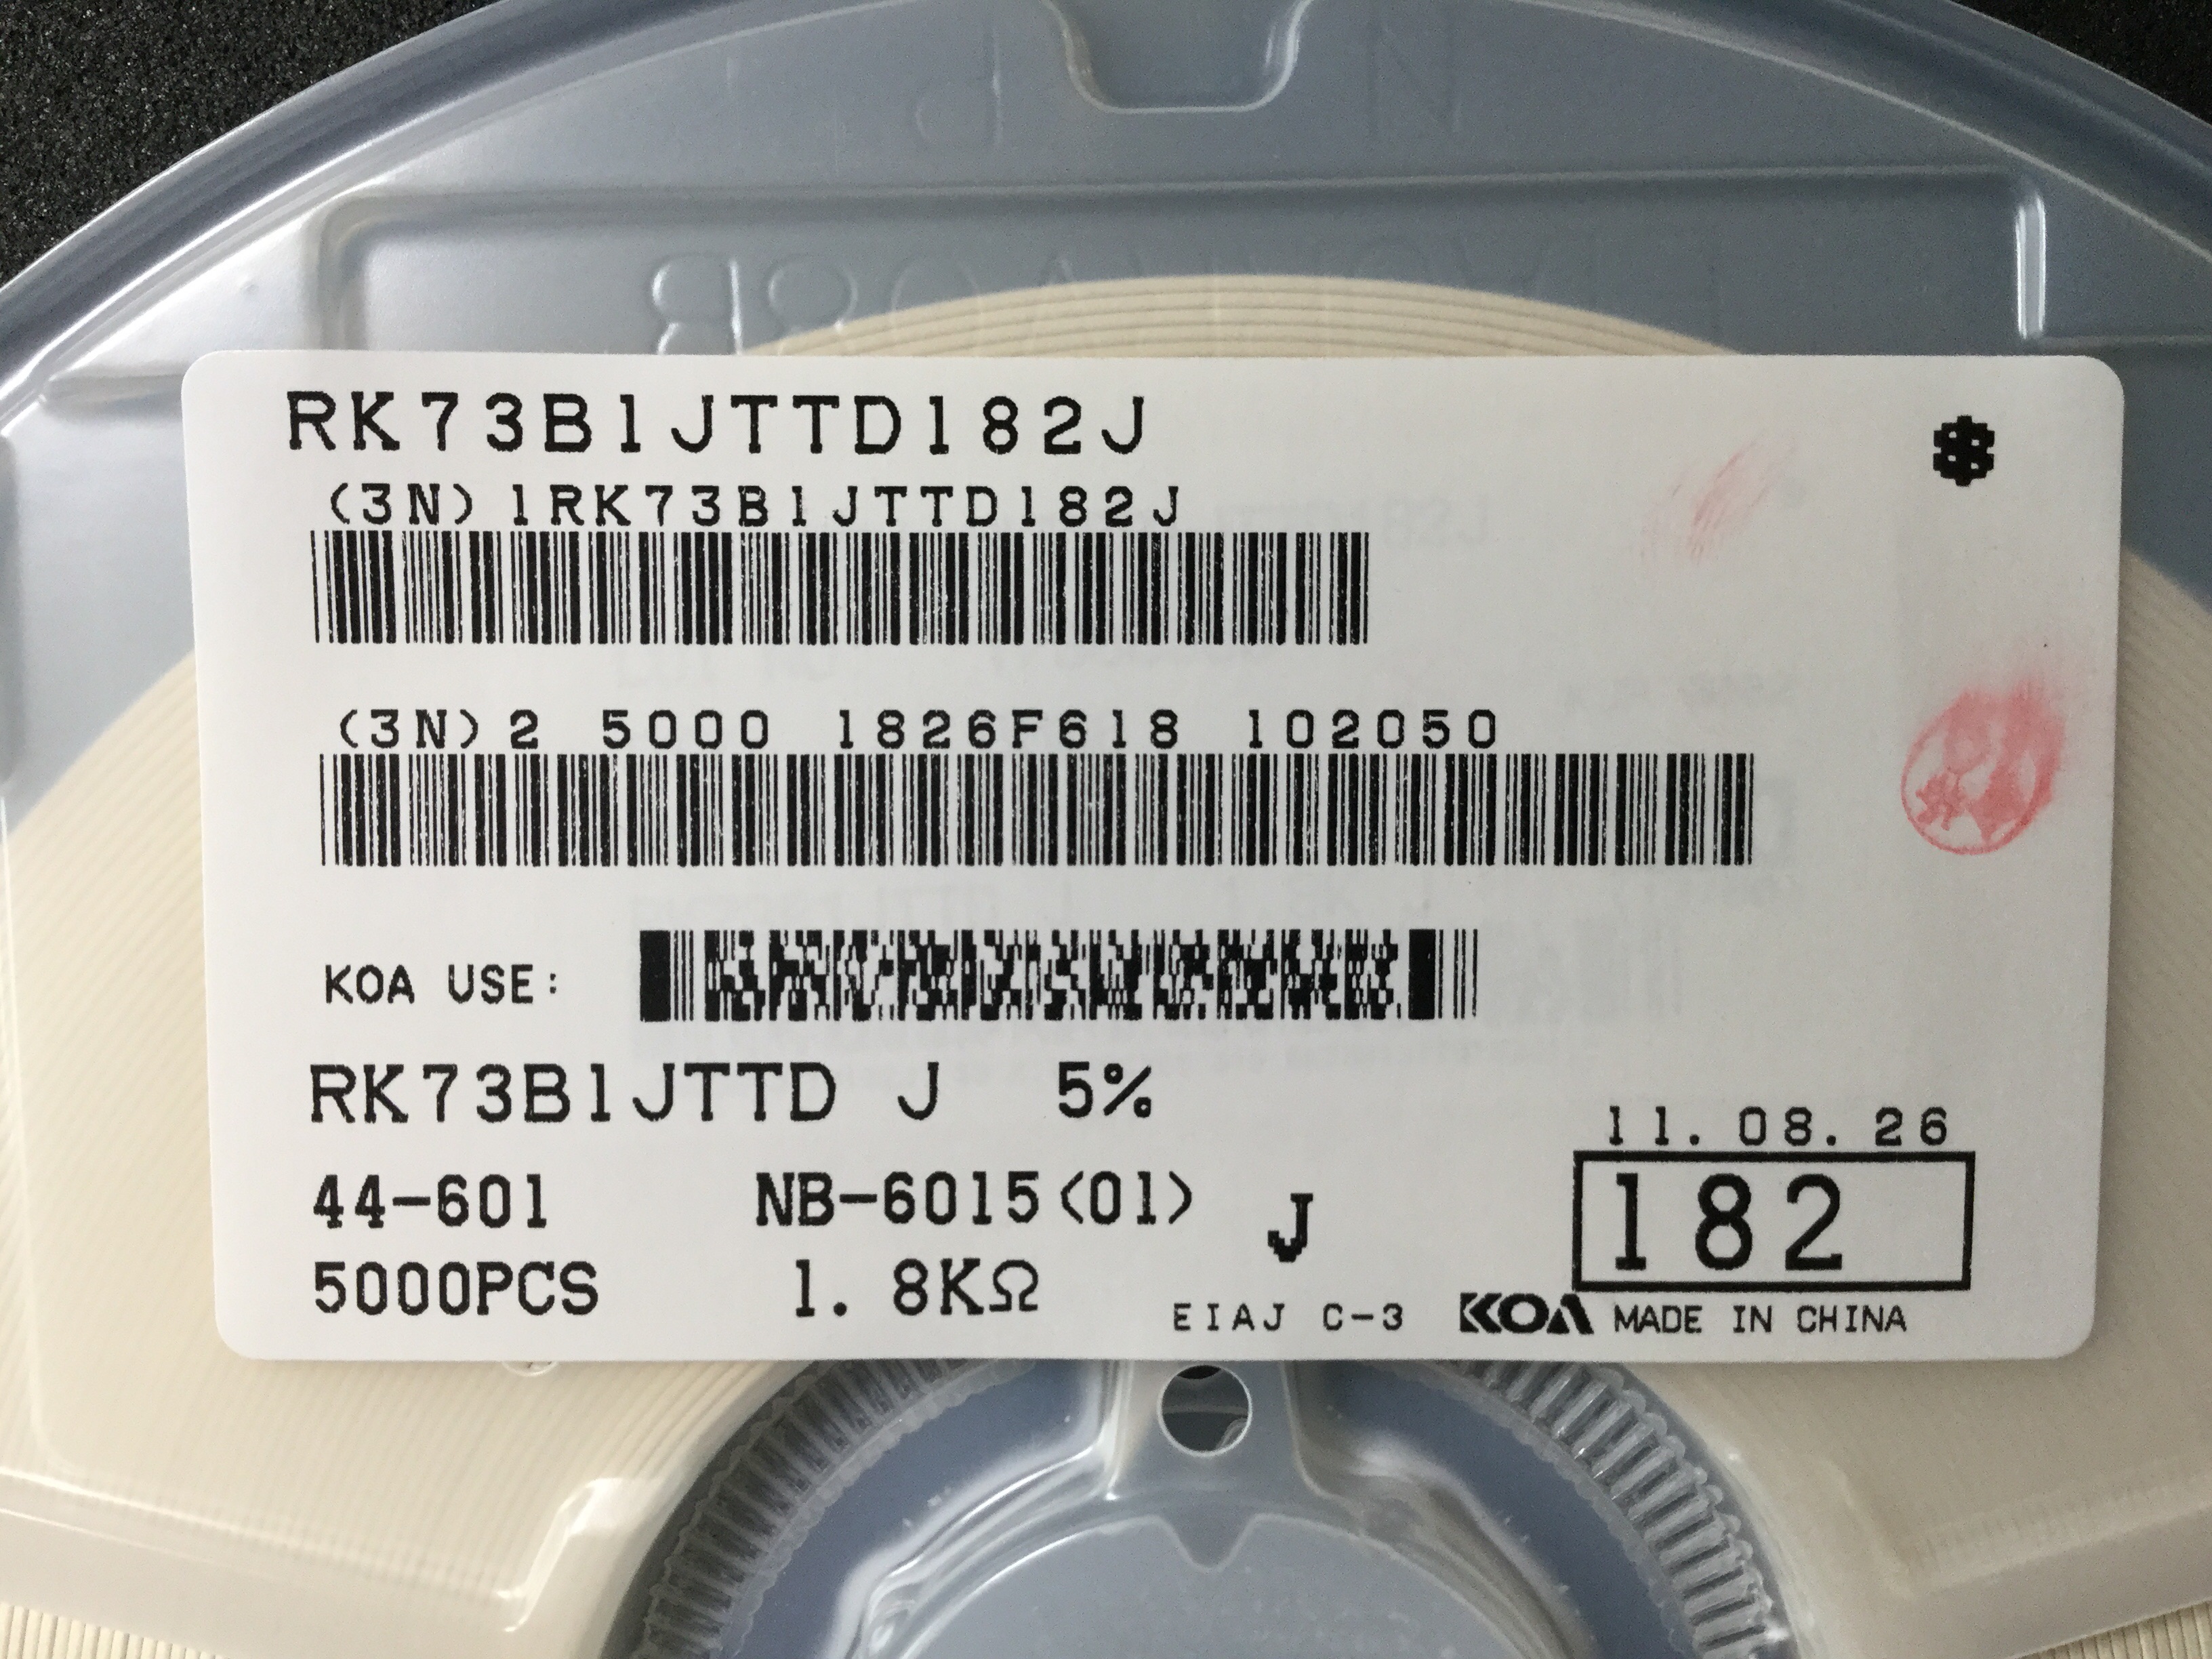 RK73B1JTTD182J
(3N)1RK73B1JTTD182J
(3N)2 5000 1826F618 102050
KOA USE:
RK73B1JTTD J 5%
11.08.26
44-601 NB-6015(01) J 182
5000PCS 1.8KΩ
EIAJ C-3 KOA MADE IN CHINA